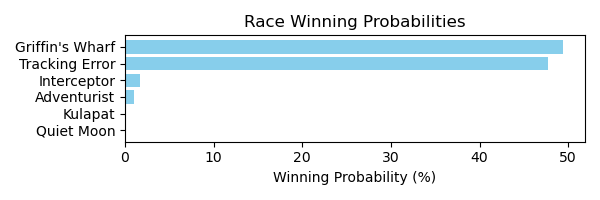 Race Winning Probabilities
Griffin's Wharf
Tracking Error
Interceptor
Adventurist
Kulapat
Quiet Moon
0 10 20 30 40 50
Winning Probability (%)